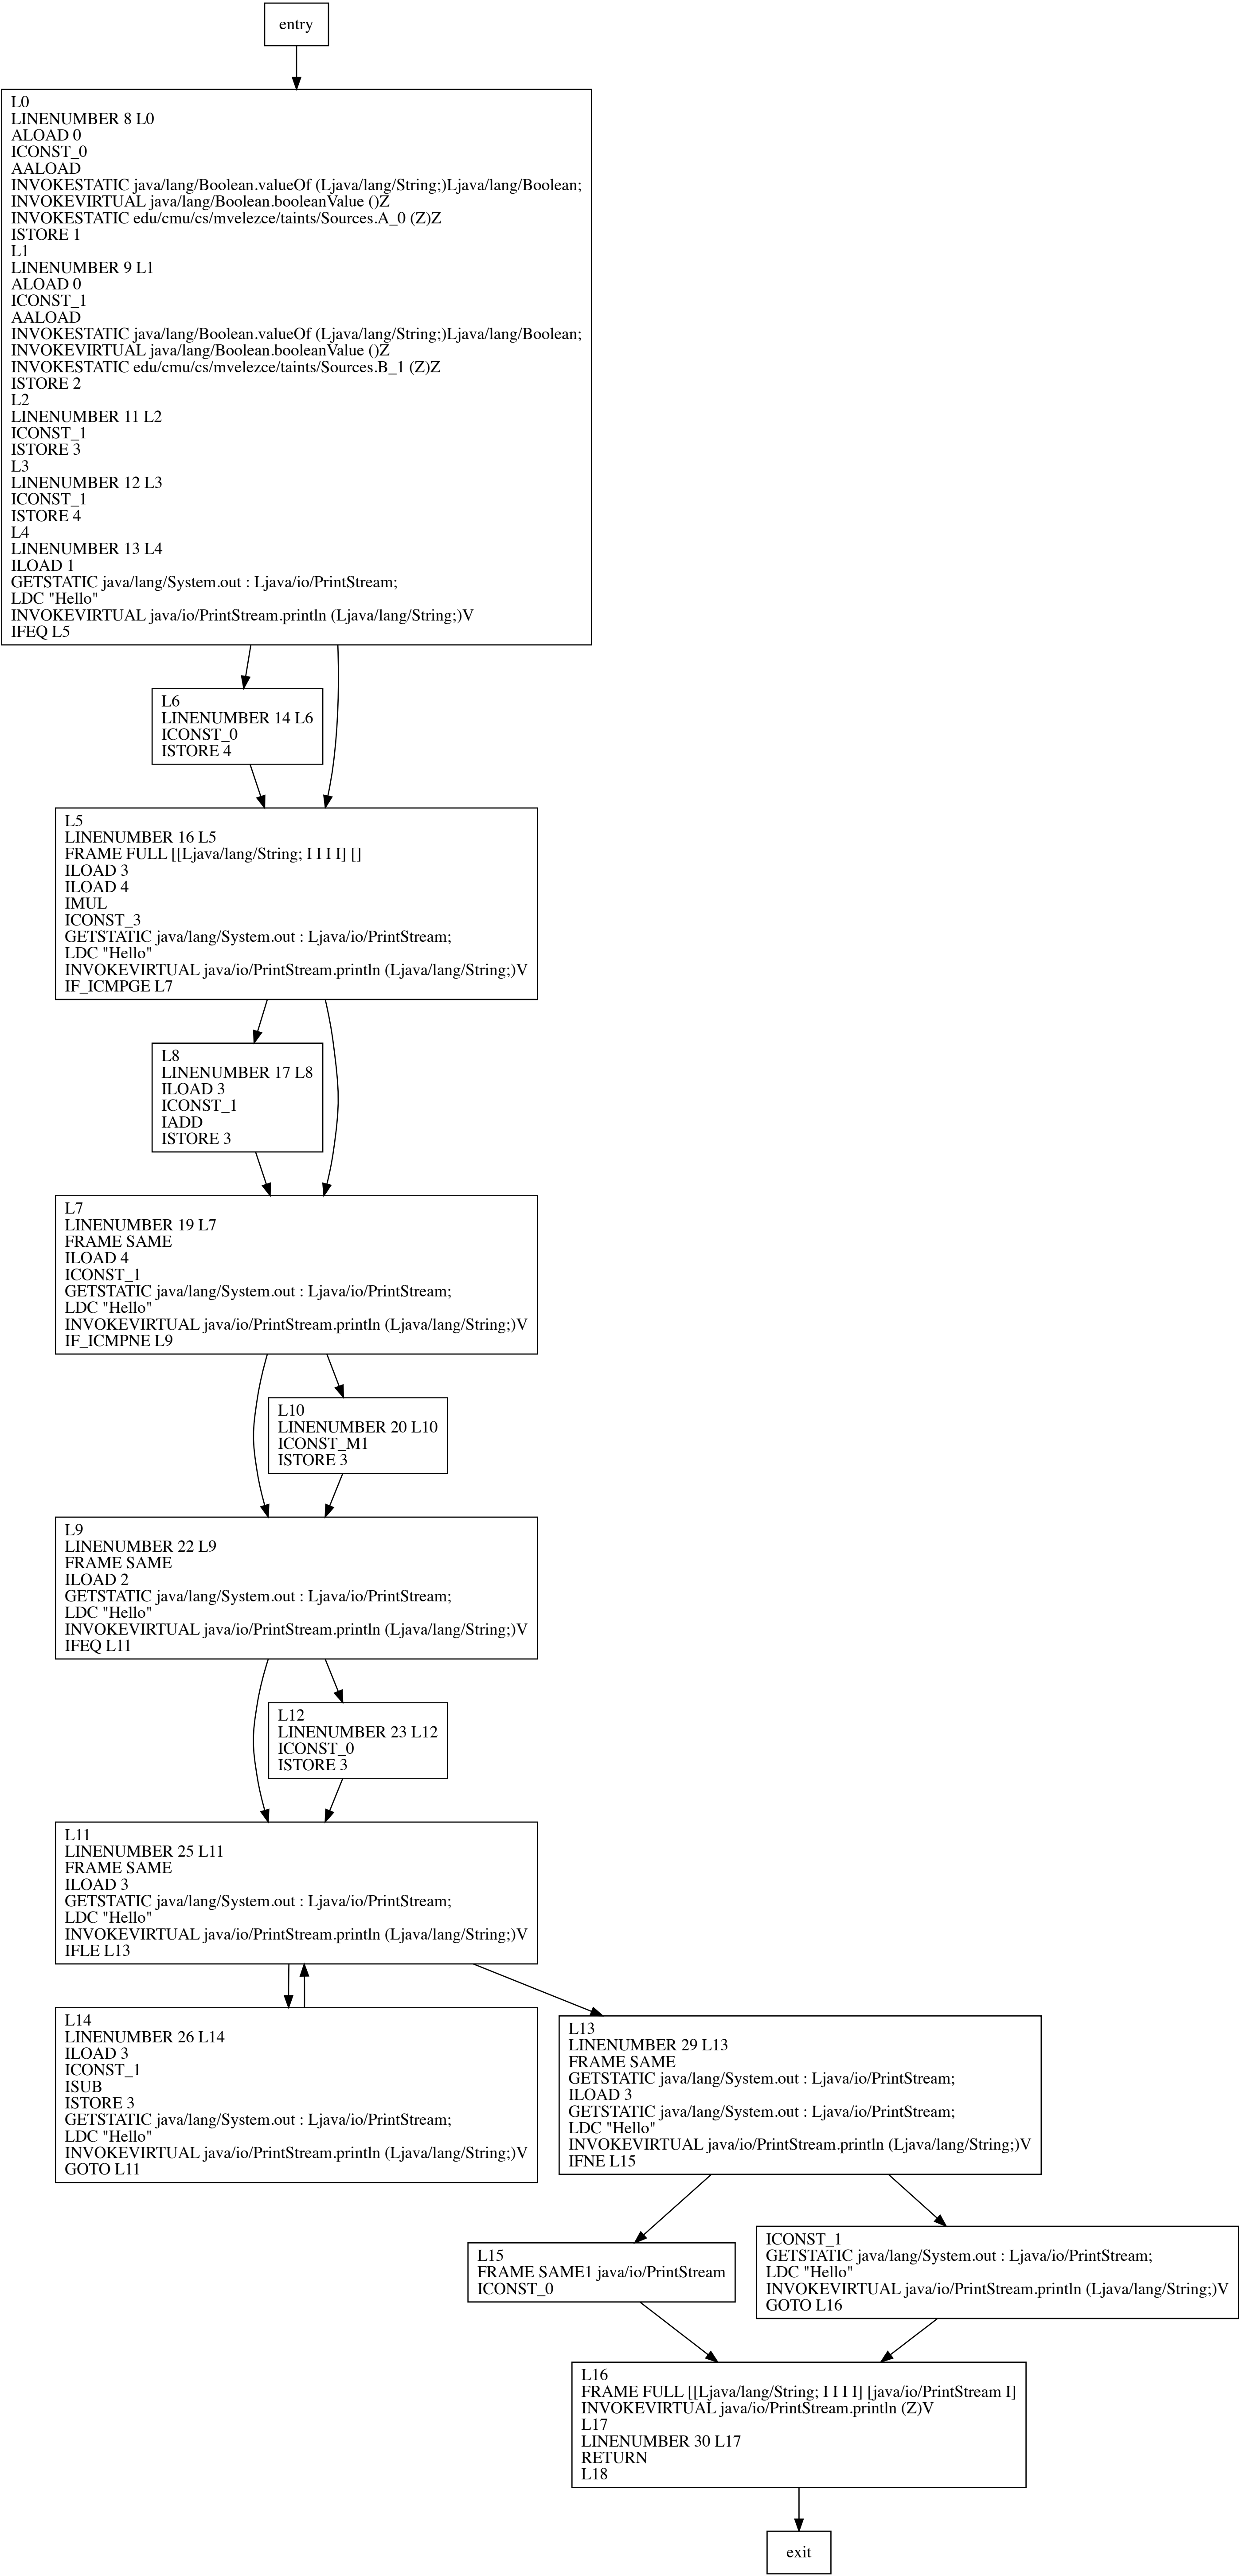 entry
L0
LINENUMBER 8 L0
ALOAD 0
ICONST_0
AALOAD
INVOKESTATIC java/lang/Boolean.valueOf (Ljava/lang/String;)Ljava/lang/Boolean;
INVOKEVIRTUAL java/lang/Boolean.booleanValue ()Z
INVOKESTATIC edu/cmu/cs/mvelezce/taints/Sources.A_0 (Z)Z
ISTORE 1
L1
LINENUMBER 9 L1
ALOAD 0
ICONST_1
AALOAD
INVOKESTATIC java/lang/Boolean.valueOf (Ljava/lang/String;)Ljava/lang/Boolean;
INVOKEVIRTUAL java/lang/Boolean.booleanValue ()Z
INVOKESTATIC edu/cmu/cs/mvelezce/taints/Sources.B_1 (Z)Z
ISTORE 2
L2
LINENUMBER 11 L2
ICONST_1
ISTORE 3
L3
LINENUMBER 12 L3
ICONST_1
ISTORE 4
L4
LINENUMBER 13 L4
ILOAD 1
GETSTATIC java/lang/System.out : Ljava/io/PrintStream;
LDC "Hello"
INVOKEVIRTUAL java/io/PrintStream.println (Ljava/lang/String;)V
IFEQ L5
L6
LINENUMBER 14 L6
ICONST_0
ISTORE 4
L5
LINENUMBER 16 L5
FRAME FULL [[Ljava/lang/String; I I I I] []
ILOAD 3
ILOAD 4
IMUL
ICONST_3
GETSTATIC java/lang/System.out : Ljava/io/PrintStream;
LDC "Hello"
INVOKEVIRTUAL java/io/PrintStream.println (Ljava/lang/String;)V
IF_ICMPGE L7
L8
LINENUMBER 17 L8
ILOAD 3
ICONST_1
IADD
ISTORE 3
L7
LINENUMBER 19 L7
FRAME SAME
ILOAD 4
ICONST_1
GETSTATIC java/lang/System.out : Ljava/io/PrintStream;
LDC "Hello"
INVOKEVIRTUAL java/io/PrintStream.println (Ljava/lang/String;)V
IF_ICMPNE L9
L10
LINENUMBER 20 L10
ICONST_M1
ISTORE 3
L9
LINENUMBER 22 L9
FRAME SAME
ILOAD 2
GETSTATIC java/lang/System.out : Ljava/io/PrintStream;
LDC "Hello"
INVOKEVIRTUAL java/io/PrintStream.println (Ljava/lang/String;)V
IFEQ L11
L12
LINENUMBER 23 L12
ICONST_0
ISTORE 3
L11
LINENUMBER 25 L11
FRAME SAME
ILOAD 3
GETSTATIC java/lang/System.out : Ljava/io/PrintStream;
LDC "Hello"
INVOKEVIRTUAL java/io/PrintStream.println (Ljava/lang/String;)V
IFLE L13
L14
LINENUMBER 26 L14
ILOAD 3
ICONST_1
ISUB
ISTORE 3
GETSTATIC java/lang/System.out : Ljava/io/PrintStream;
LDC "Hello"
INVOKEVIRTUAL java/io/PrintStream.println (Ljava/lang/String;)V
GOTO L11
L13
LINENUMBER 29 L13
FRAME SAME
GETSTATIC java/lang/System.out : Ljava/io/PrintStream;
ILOAD 3
GETSTATIC java/lang/System.out : Ljava/io/PrintStream;
LDC "Hello"
INVOKEVIRTUAL java/io/PrintStream.println (Ljava/lang/String;)V
IFNE L15
L15
FRAME SAME1 java/io/PrintStream
ICONST_0
ICONST_1
GETSTATIC java/lang/System.out : Ljava/io/PrintStream;
LDC "Hello"
INVOKEVIRTUAL java/io/PrintStream.println (Ljava/lang/String;)V
GOTO L16
L16
FRAME FULL [[Ljava/lang/String; I I I I] [java/io/PrintStream I]
INVOKEVIRTUAL java/io/PrintStream.println (Z)V
L17
LINENUMBER 30 L17
RETURN
L18
exit